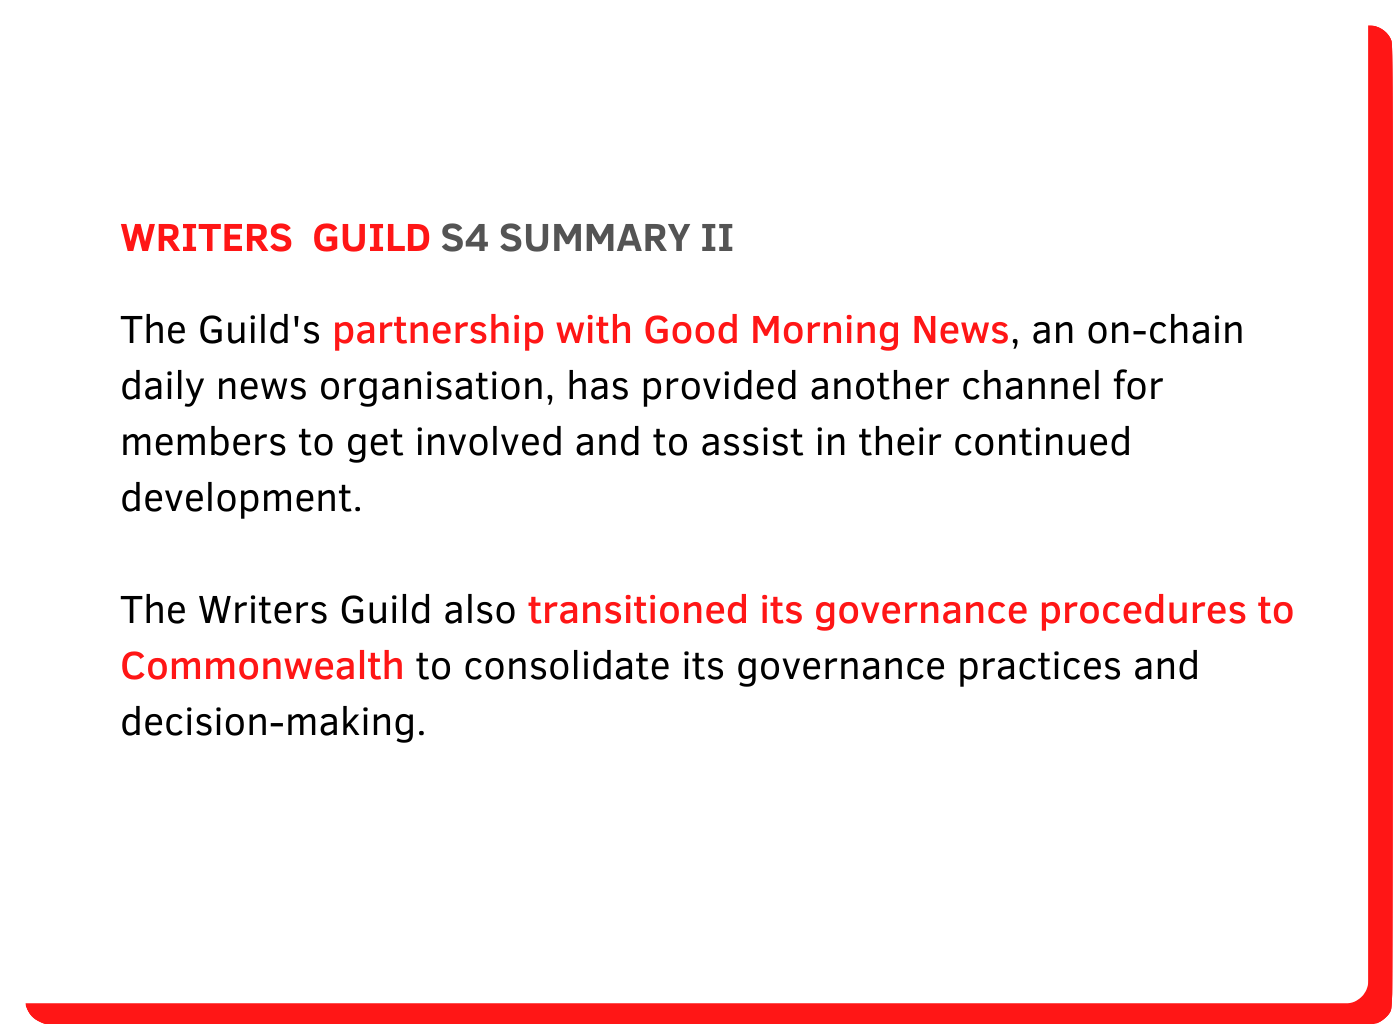 WRITERS GUILD S4 SUMMARY II
The Guild's partnership with Good Morning News, an on-chain
daily news organisation, has provided another channel for
members to get involved and to assist in their continued
development.
The Writers Guild also transitioned its governance procedures to
Commonwealth to consolidate its governance practices and
decision-making.